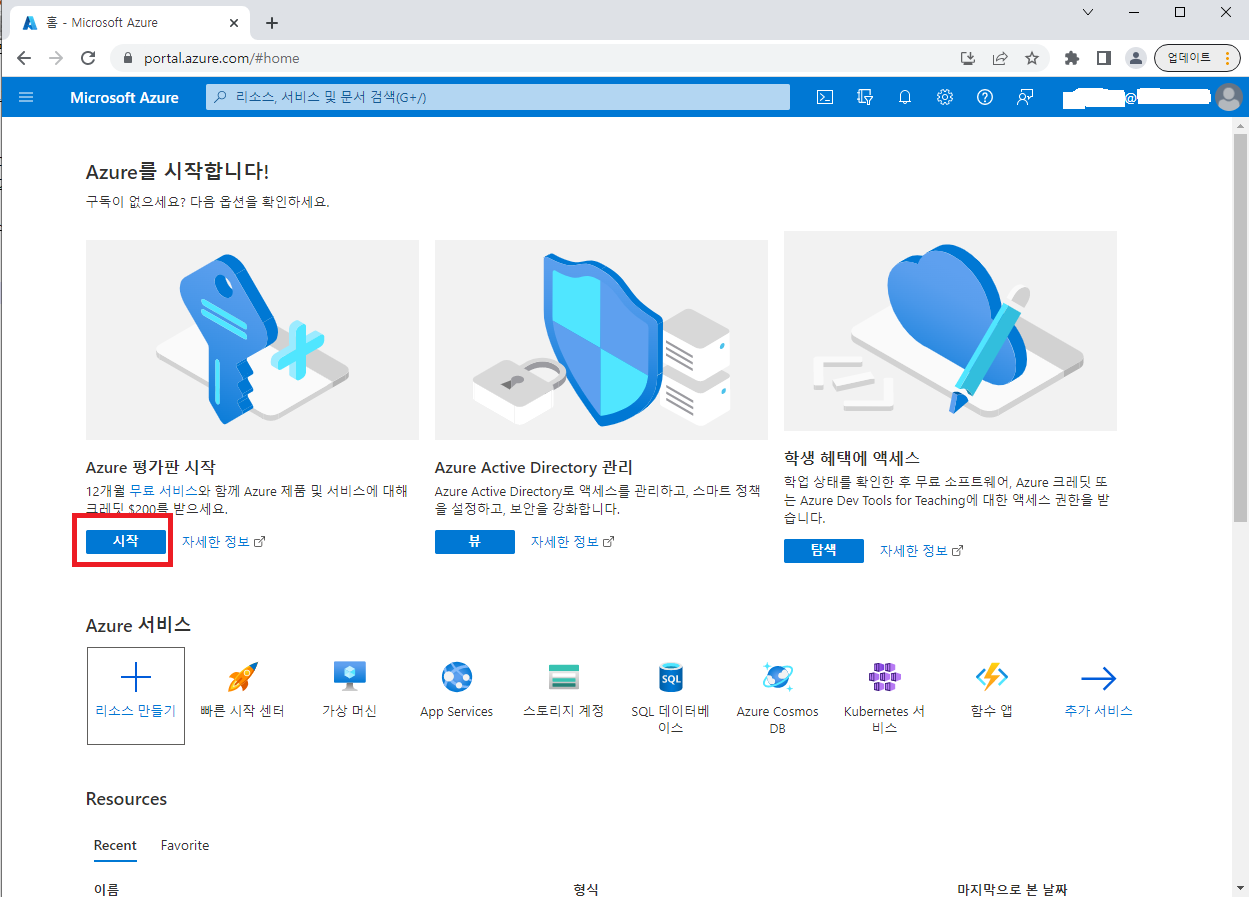 홈 - Microsoft Azure
portal.azure.com/#home
업데이트
Microsoft Azure
리소스, 서비스 및 문서 검색(G+/)
@
Azure를 시작합니다!
구독이 없으세요? 다음 옵션을 확인하세요.
Azure 평가판 시작
12개월 무료 서비스와 함께 Azure 제품 및 서비스에 대해
크레딧 $200를 받으세요.
시작
자세한 정보
Azure Active Directory 관리
Azure Active Directory로 액세스를 관리하고, 스마트 정책
을 설정하고, 보안을 강화합니다.
뷰
자세한 정보
학생 혜택에 액세스
학업 상태를 확인한 후 무료 소프트웨어, Azure 크레딧 또
는 Azure Dev Tools for Teaching에 대한 액세스 권한을 받
습니다.
탐색
자세한 정보
Azure 서비스
리소스 만들기
빠른 시작 센터
가상 머신
App Services
스토리지 계정
SQL
SQL 데이터베
이스
Azure Cosmos
DB
Kubernetes 서
비스
함수 앱
추가 서비스
Resources
Recent
Favorite
이름
형식
마지막으로 본 날짜